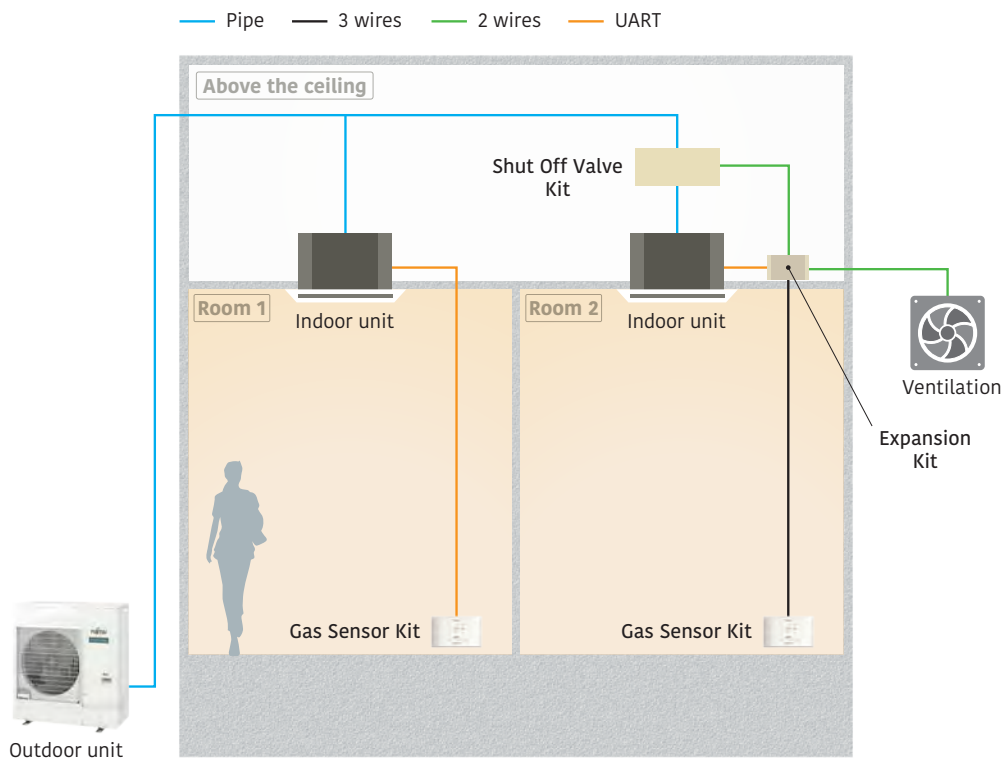 Pipe 3 wires 2 wires UART
Above the ceiling
Shut Off Valve
Kit
Room 1
Indoor unit
Room 2
Indoor unit
Ventilation
Expansion
Kit
Gas Sensor Kit
Gas Sensor Kit
Outdoor unit